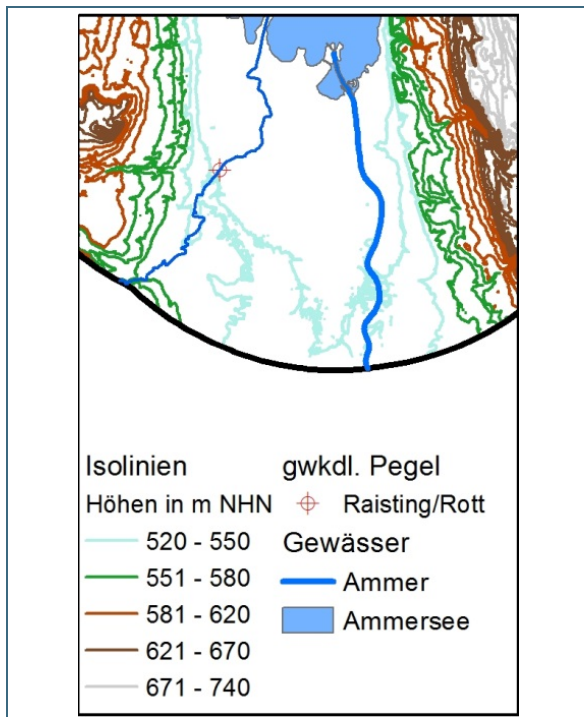 Isolinien
Höhen in m NHN
520 - 550
551 - 580
581 - 620
621 - 670
671 - 740
gwkdl. Pegel
Raisting/Rott
Gewässer
Ammer
Ammersee